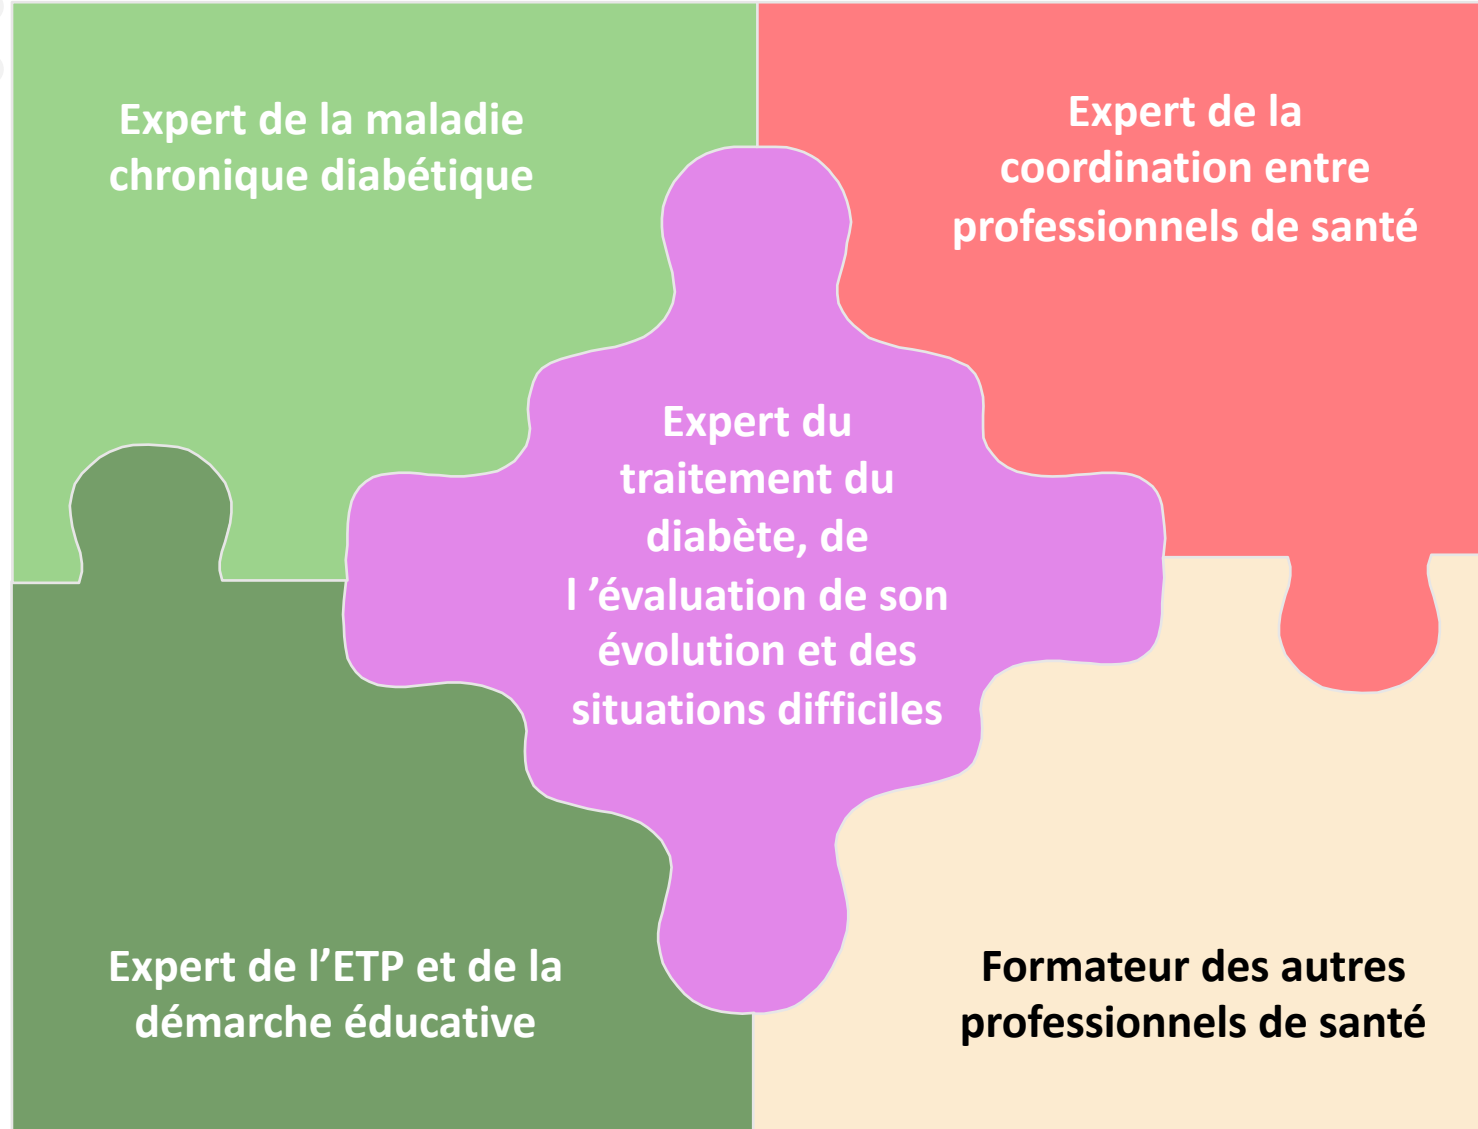 Expert de la maladie
chronique diabétique
Expert de la
coordination entre
professionnels de santé
Expert du
traitement du
diabète, de
l ’évaluation de son
évolution et des
situations difficiles
Expert de l’ETP et de la
démarche éducative
Formateur des autres
professionnels de santé